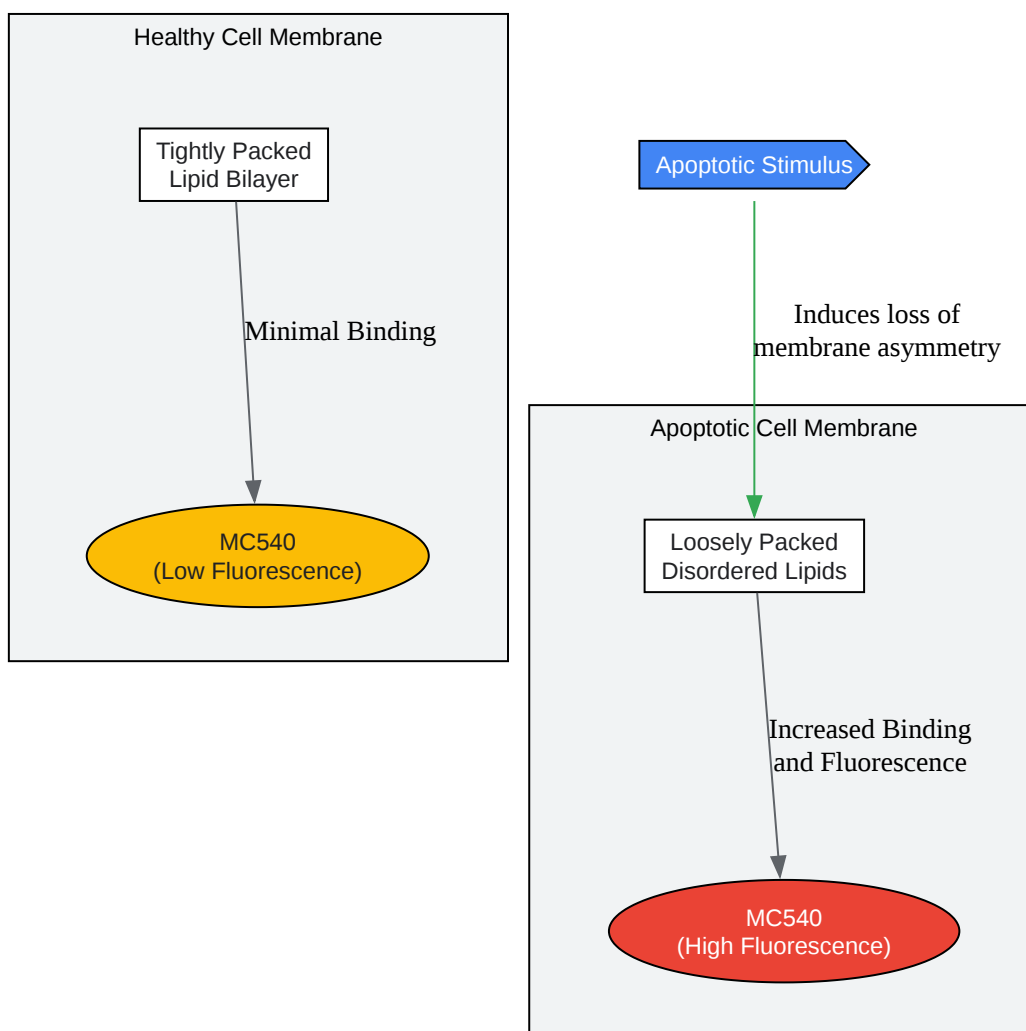 Healthy Cell Membrane
Tightly Packed
Lipid Bilayer
Minimal Binding
MC540
(Low Fluorescence)
Apoptotic Stimulus
Induces loss of
membrane asymmetry
Apoptotic Cell Membrane
Loosely Packed
Disordered Lipids
Increased Binding
and Fluorescence
MC540
(High Fluorescence)